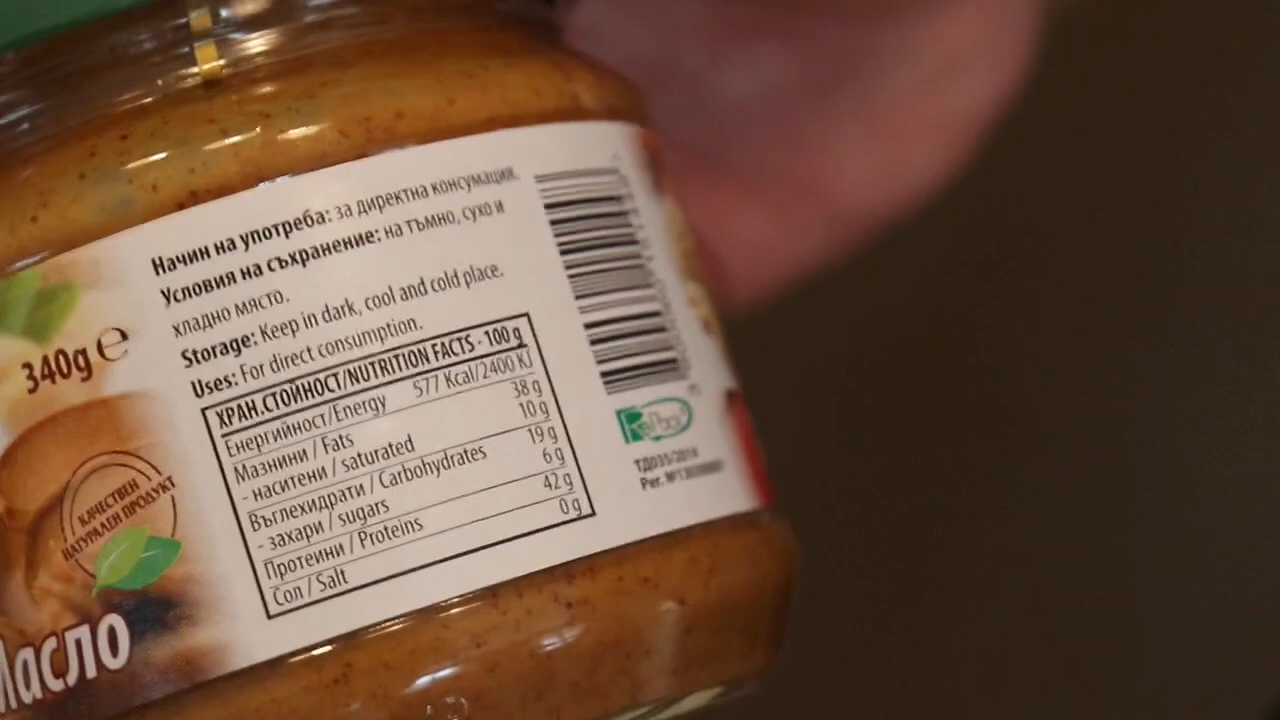 Начин на употреба: за директна консумация.
Условия на съхранение: на тъмно, сухо и
хладно място.
Storage: Keep in dark, cool and cold place.
Uses: For direct consumption.
ХРАН.СТОЙНОСТ/NUTRITION FACTS - 100 g
Енергийност/Energy 577 Kcal/2400 KJ
Мазнини / Fats 38 g
- наситени / saturated 10 g
Въглехидрати / Carbohydrates 19 g
- захари / sugars 6 g
Протеини / Proteins 42 g
Сол / Salt 0 g
340g e
КАЧЕСТВЕН
НАТУРАЛЕН ПРОДУКТ
Масло
Рег.